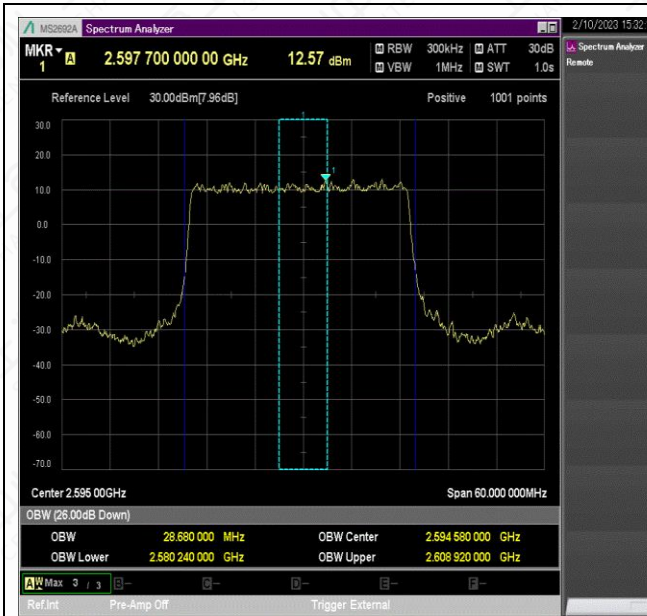 MS2692A Spectrum Analyzer 2/10/2023 15:32:
MKR 1 A 2.597 700 000 00 GHz 12.57 dBm M RBW 300kHz M ATT 30dB
M VBW 1MHz M SWT 1.0s
Spectrum Analyzer
Remote
Reference Level 30.00dBm[7.96dB] Positive 1001 points
30.0
20.0
10.0
0.0
-10.0
-20.0
-30.0
-40.0
-50.0
-60.0
-70.0
1
Center 2.595 00GHz Span 60.000 000MHz
OBW (26.00dB Down)
OBW 28.680 000 MHz OBW Center 2.594 580 000 GHz
OBW Lower 2.580 240 000 GHz OBW Upper 2.608 920 000 GHz
A W Max 3 / 3 B- C- D- E- F-
Ref.Int Pre-Amp Off Trigger External